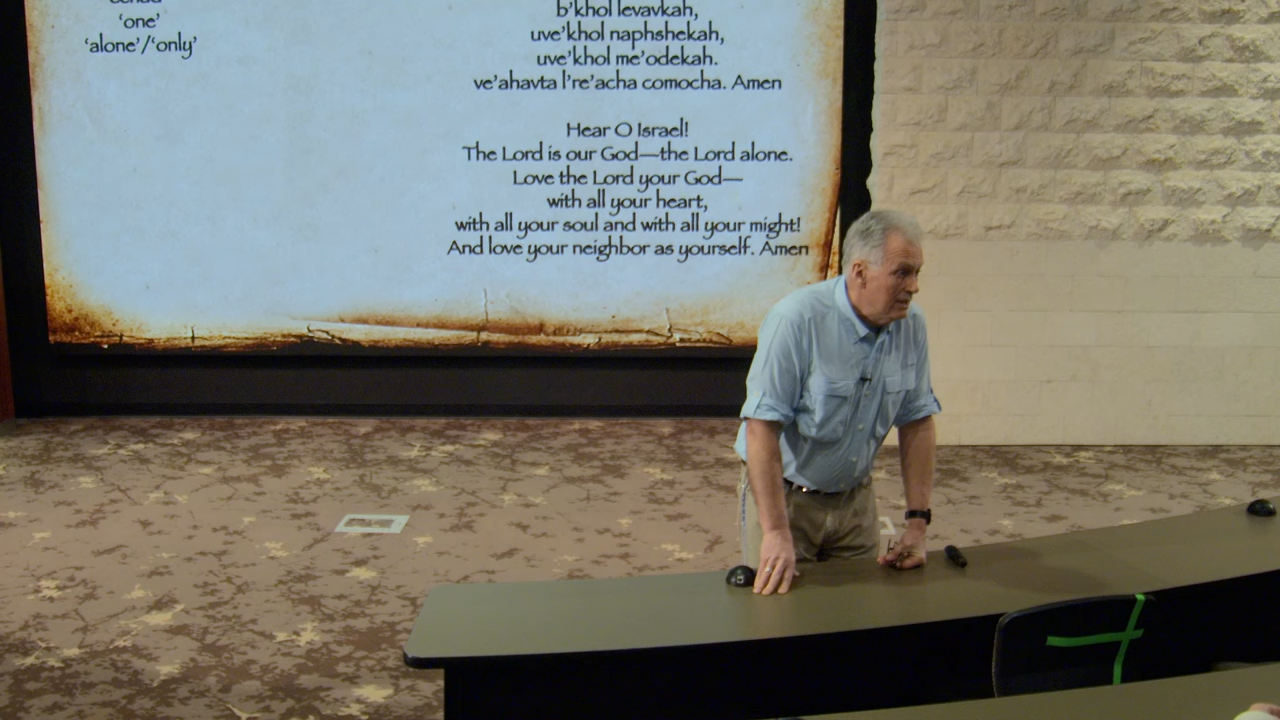 'one'
'alone'/'only'
b'khol levavkah,
uve'khol naphshekah,
uve'khol me'odekah.
ve'ahavta l're'acha comocha. Amen
Hear O Israel!
The Lord is our God—the Lord alone.
Love the Lord your God—
with all your heart,
with all your soul and with all your might!
And love your neighbor as yourself. Amen